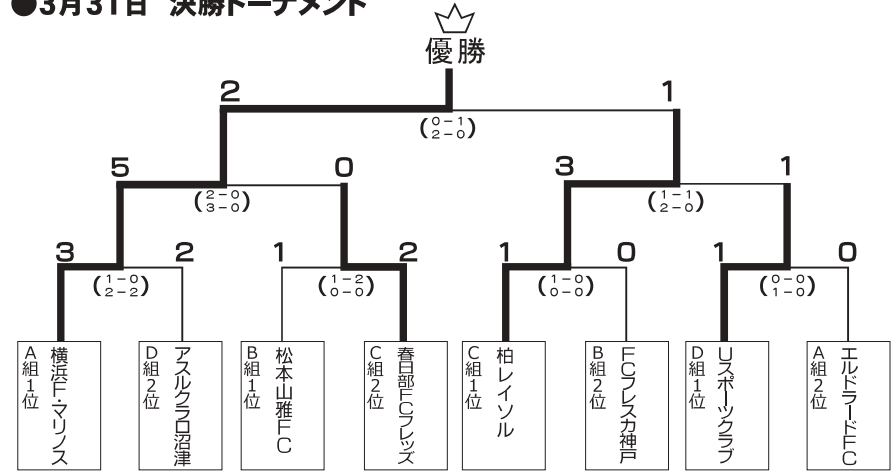 ●3月31日 決勝トーナメント
優勝
2
1
(0-1
2-0)
5
0
3
1
(2-0
3-0)
(1-1
2-0)
3
2
1
2
1
0
1
0
(1-0
2-2)
(1-2
0-0)
(1-0
0-0)
(0-0
1-0)
A組1位
横浜F・マリノス
D組2位
アスルクラロ沼津
B組1位
松本山雅FC
C組2位
春日部FCフレッズ
C組1位
柏レイソル
B組2位
FCフレスカ神戸
D組1位
Uスポーツクラブ
A組2位
エルドラードFC